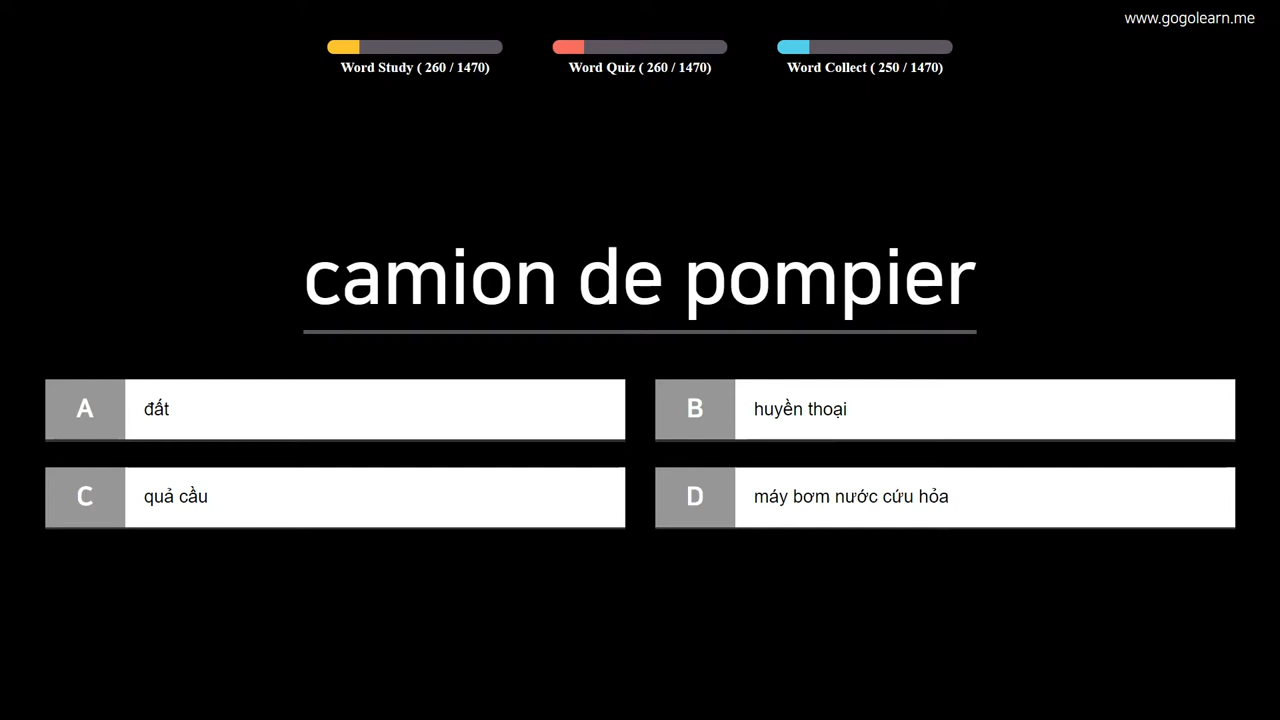 www.gogolearn.me
Word Study ( 260 / 1470)
Word Quiz ( 260 / 1470)
Word Collect ( 250 / 1470)
camion de pompier
A đất
B huyền thoại
C quả cầu
D máy bơm nước cứu hỏa